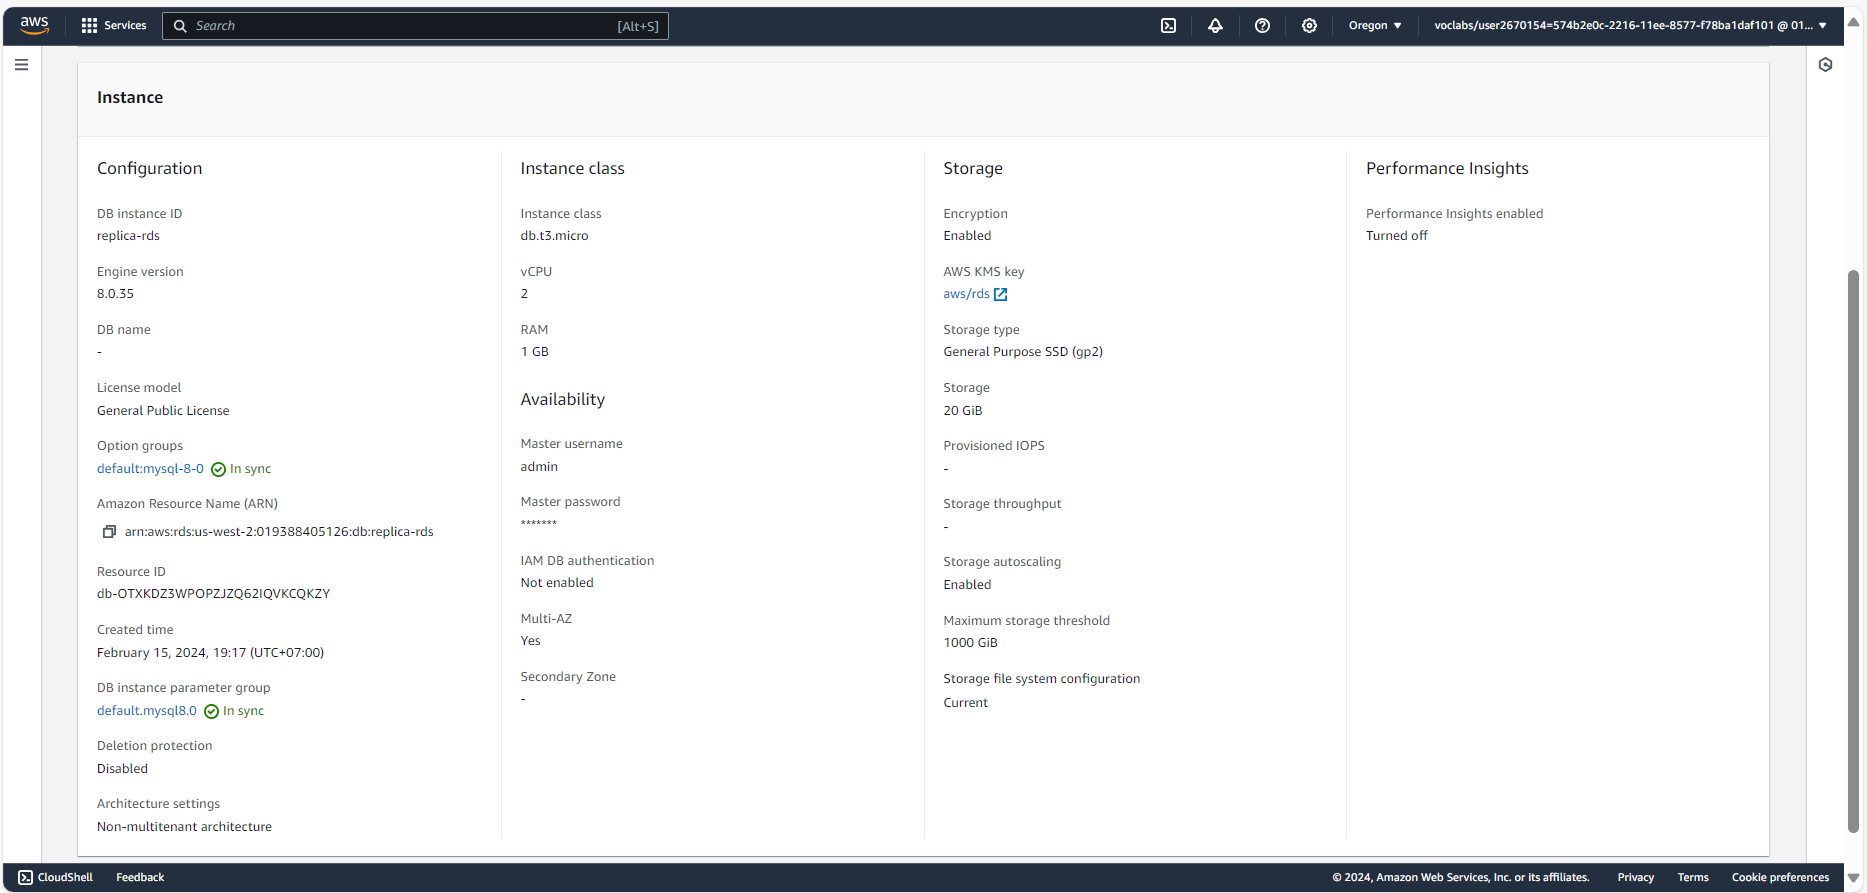 aws
Services
Search
[Alt+S]
Oregon
voclabs/user2670154=574b2e0c-2216-11ee-8577-f78ba1daf101 @ 01...
Instance
Configuration
DB instance ID
replica-rds
Engine version
8.0.35
DB name
-
License model
General Public License
Option groups
default:mysql-8-0 In sync
Amazon Resource Name (ARN)
arn:aws:rds:us-west-2:019388405126:db:replica-rds
Resource ID
db-OTXKDZ3WPOPZJZQ62IQVKCQKZY
Created time
February 15, 2024, 19:17 (UTC+07:00)
DB instance parameter group
default.mysql8.0 In sync
Deletion protection
Disabled
Architecture settings
Non-multitenant architecture
Instance class
Instance class
db.t3.micro
vCPU
2
RAM
1 GB
Availability
Master username
admin
Master password
*******
IAM DB authentication
Not enabled
Multi-AZ
Yes
Secondary Zone
-
Storage
Encryption
Enabled
AWS KMS key
aws/rds
Storage type
General Purpose SSD (gp2)
Storage
20 GiB
Provisioned IOPS
-
Storage throughput
-
Storage autoscaling
Enabled
Maximum storage threshold
1000 GiB
Storage file system configuration
Current
Performance Insights
Performance Insights enabled
Turned off
CloudShell
Feedback
© 2024, Amazon Web Services, Inc. or its affiliates.
Privacy
Terms
Cookie preferences